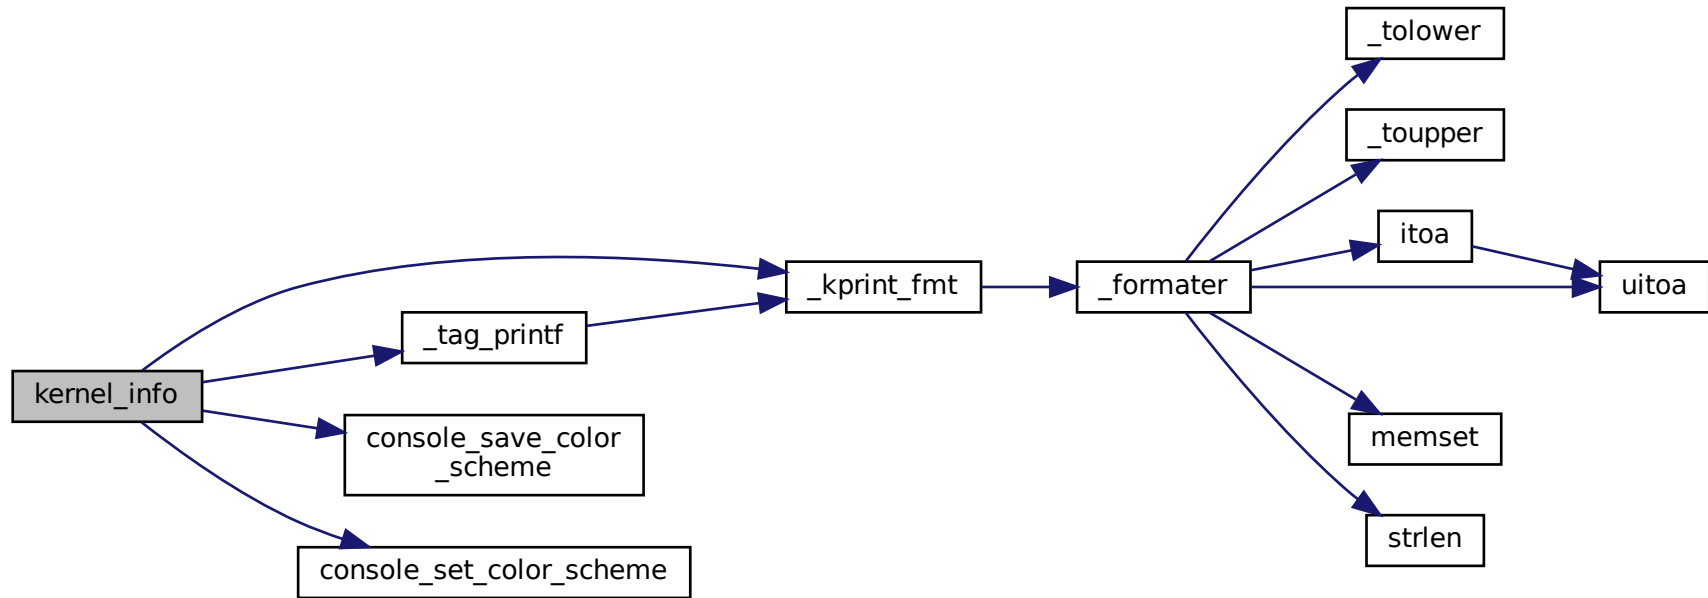 _tolower
_toupper
itoa
_kprint_fmt
_formater
uitoa
_tag_printf
kernel_info
console_save_color
_scheme
memset
strlen
console_set_color_scheme